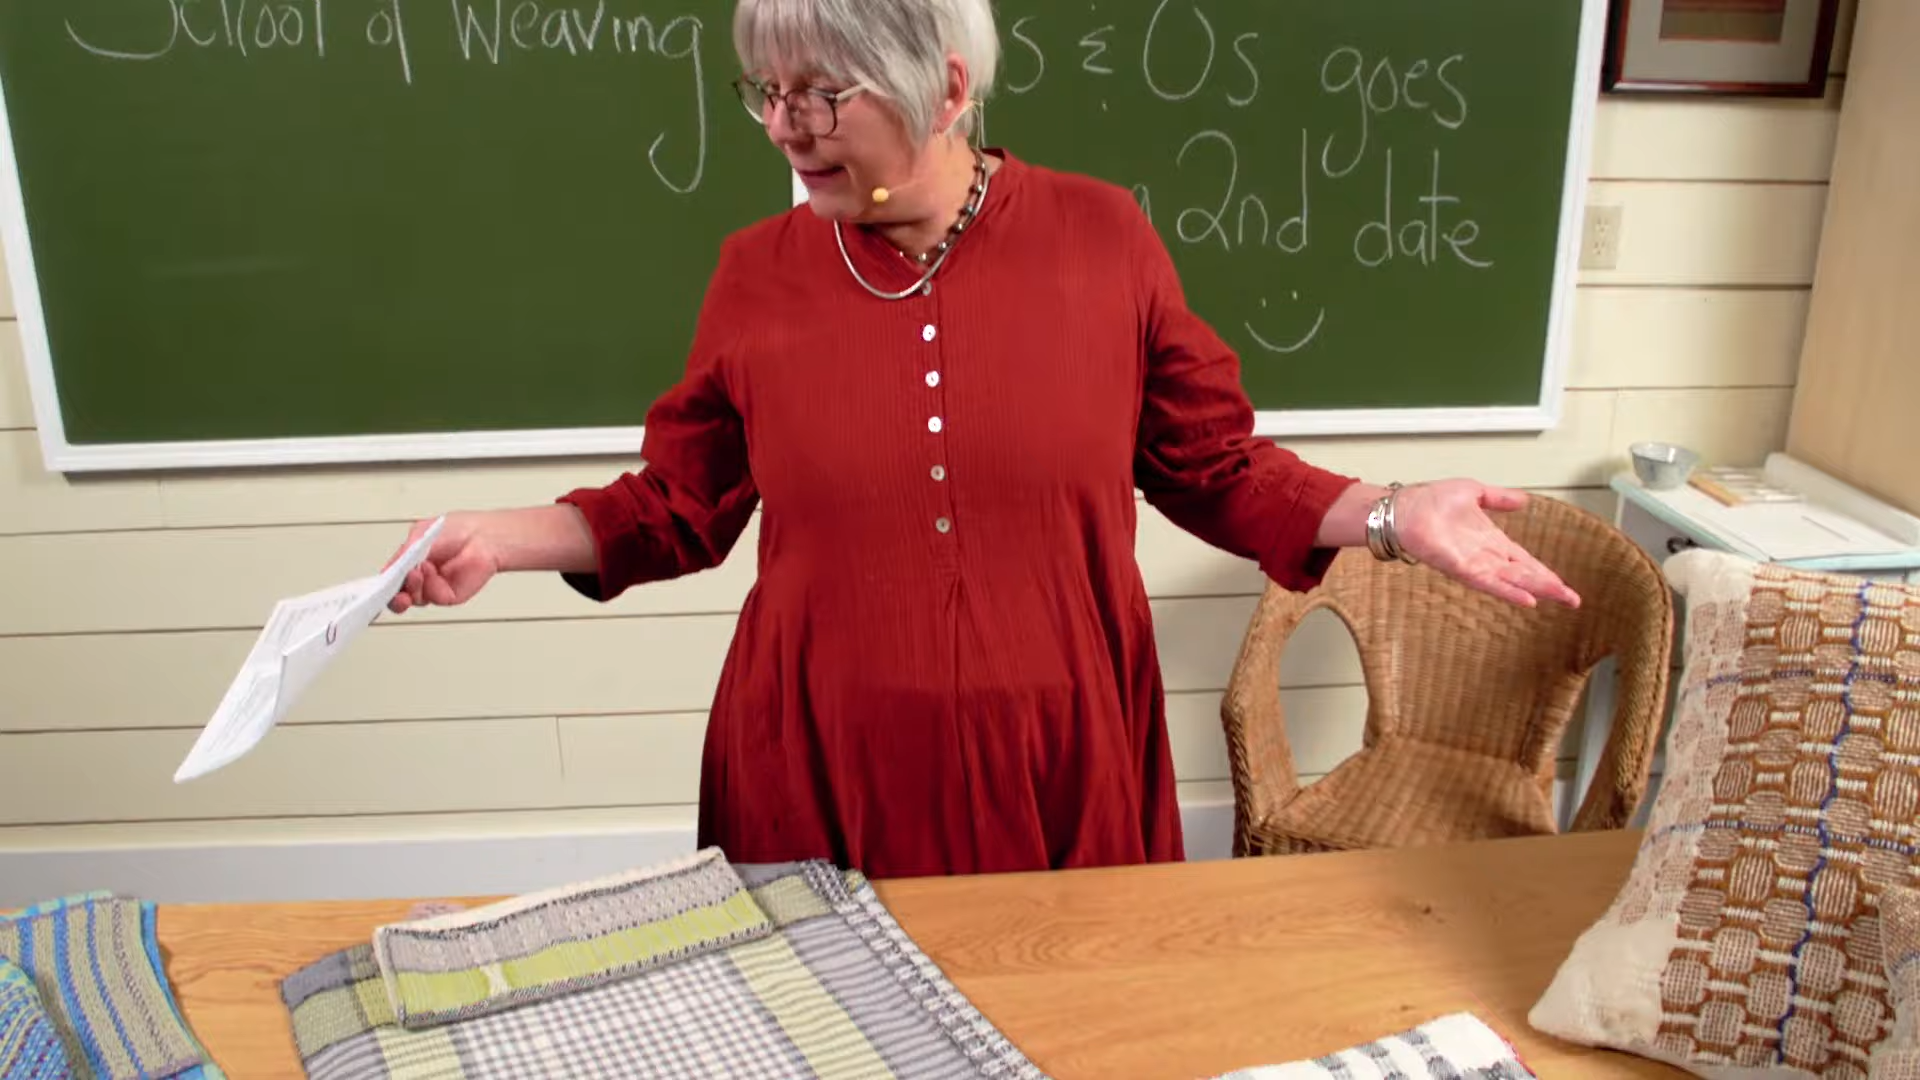 School of Weaving
s & Os goes
2nd date